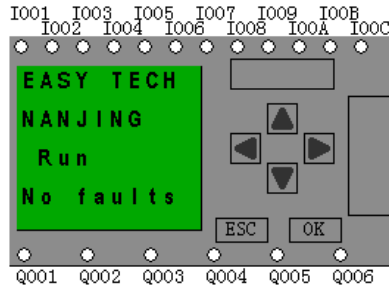 I001 I003 I005 I007 I009 I00B
I002 I004 I006 I008 I00A I00C
EASY TECH
NANJING
Run
No faults
ESC OK
Q001 Q002 Q003 Q004 Q005 Q006